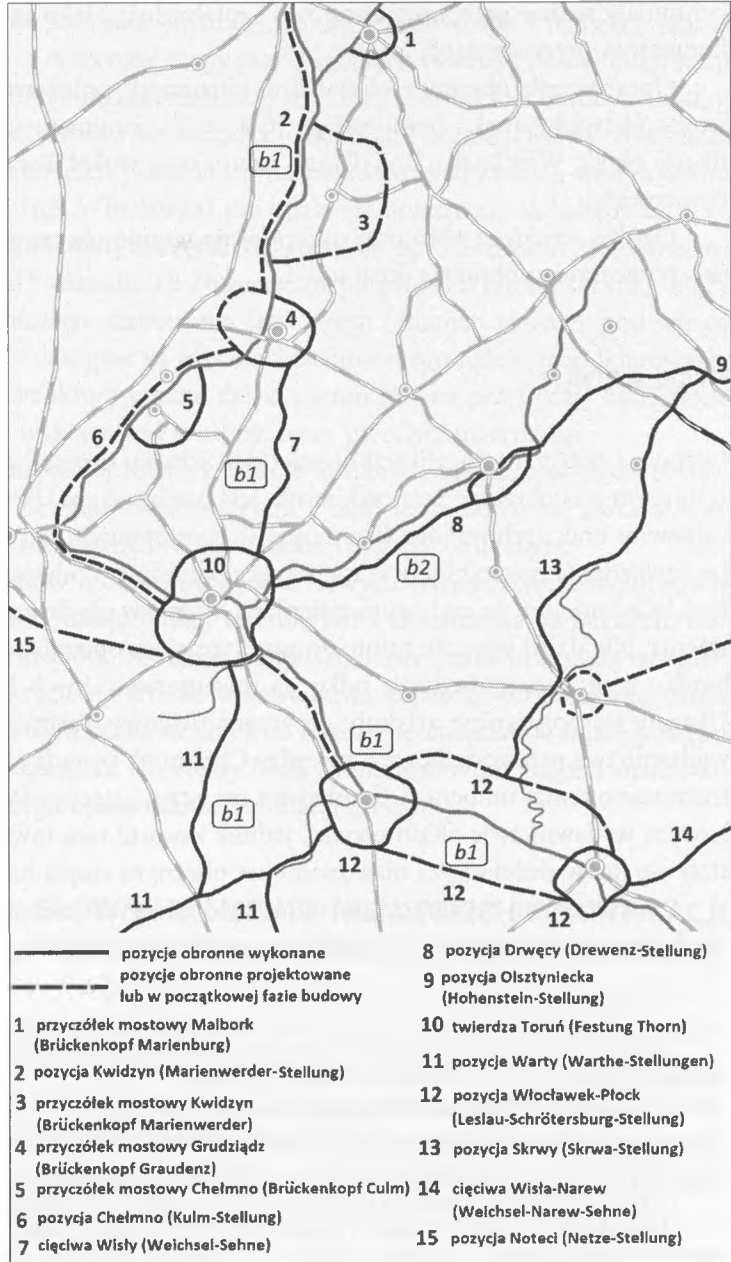 1
2
b1
3
4
9
5
6
b1
8
b2
10
13
15
b1
11
12
14
b1
12
b1
12
11
11
12
pozycje obronne wykonane
pozycje obronne projektowane
lub w początkowej fazie budowy
1 przyczółek mostowy Malbork
(Brückenkopf Marienburg)
2 pozycja Kwidzyn (Marienwerder-Stellung)
3 przyczółek mostowy Kwidzyn
(Brückenkopf Marienwerder)
4 przyczółek mostowy Grudziądz
(Brückenkopf Graudenz)
5 przyczółek mostowy Chełmno (Brückenkopf Culm)
6 pozycja Chełmno (Kulm-Stellung)
7 cięciwa Wisły (Weichsel-Sehne)
8 pozycja Drwęcy (Drewenz-Stellung)
9 pozycja Olsztyniecka
(Hohenstein-Stellung)
10 twierdza Toruń (Festung Thorn)
11 pozycje Warty (Warthe-Stellungen)
12 pozycja Włocławek-Płock
(Leslau-Schrötersburg-Stellung)
13 pozycja Skrwy (Skrwa-Stellung)
14 cięciwa Wisła-Narew
(Weichsel-Narew-Sehne)
15 pozycja Noteci (Netze-Stellung)